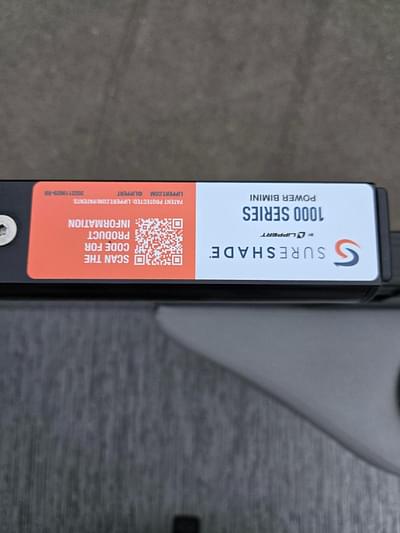 SURESHADE
BY LIPPERT
1000 SERIES
POWER BIMINI
SCAN THE
CODE FOR
PRODUCT
INFORMATION
PATENT PROTECTED: LIPPERT.COM/PATENTS
LIPPERT.COM @LIPPERT